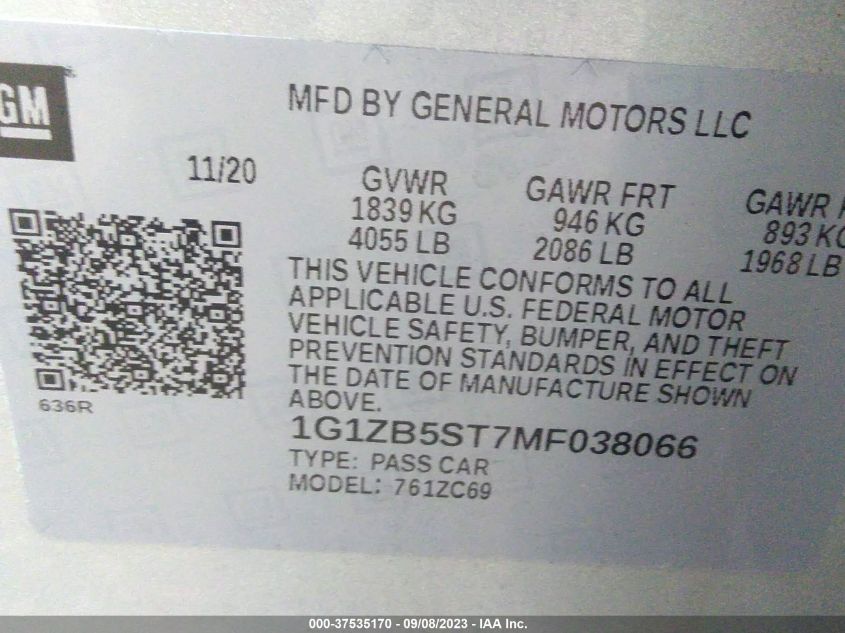 GM
MFD BY GENERAL MOTORS LLC
11/20
GVWR GAWR FRT GAWR
1839 KG 946 KG 893 KG
4055 LB 2086 LB 1968 LB
THIS VEHICLE CONFORMS TO ALL
APPLICABLE U.S. FEDERAL MOTOR
VEHICLE SAFETY, BUMPER, AND THEFT
PREVENTION STANDARDS IN EFFECT ON
THE DATE OF MANUFACTURE SHOWN
ABOVE.
636R
1G1ZB5ST7MF038066
TYPE: PASS CAR
MODEL: 761ZC69
000-37535170 - 09/08/2023 - IAA Inc.